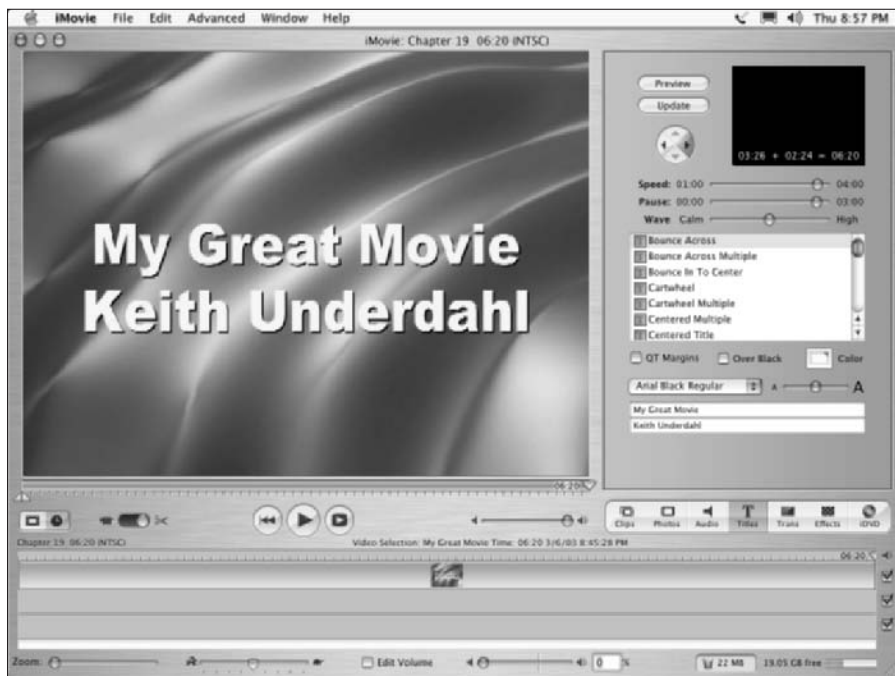 iMovie File Edit Advanced Window Help Thu 8:57 PM
iMovie: Chapter 19 06:20 (NTSC)
My Great Movie
Keith Underdahl
06:20
Preview
Update
03:26 + 02:24 = 06:20
Speed: 01:00 04:00
Pause: 00:00 03:00
Wave Calm High
Bounce Across
Bounce Across Multiple
Bounce In To Center
Cartwheel
Cartwheel Multiple
Centered Multiple
Centered Title
QT Margins Over Black Color
Arial Black Regular A A
My Great Movie
Keith Underdahl
Clips Photos Audio Titles Trans Effects iDVD
Chapter 19 06:20 (NTSC) Video Selection: My Great Movie Time: 06:20 3/6/03 8:45:28 PM
06:20
Zoom: Edit Volume 0 % 22 MB 19.05 GB free